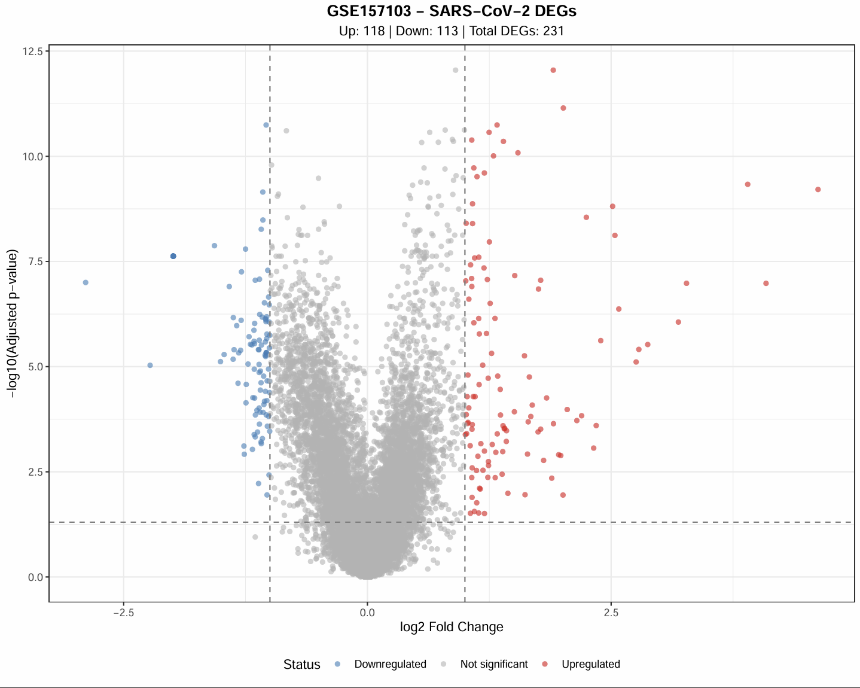 GSE157103 − SARS−CoV−2 DEGs
Up: 118 | Down: 113 | Total DEGs: 231
−log10(Adjusted p−value)
12.5
10.0
7.5
5.0
2.5
0.0
−2.5
0.0
2.5
log2 Fold Change
Status
Downregulated
Not significant
Upregulated